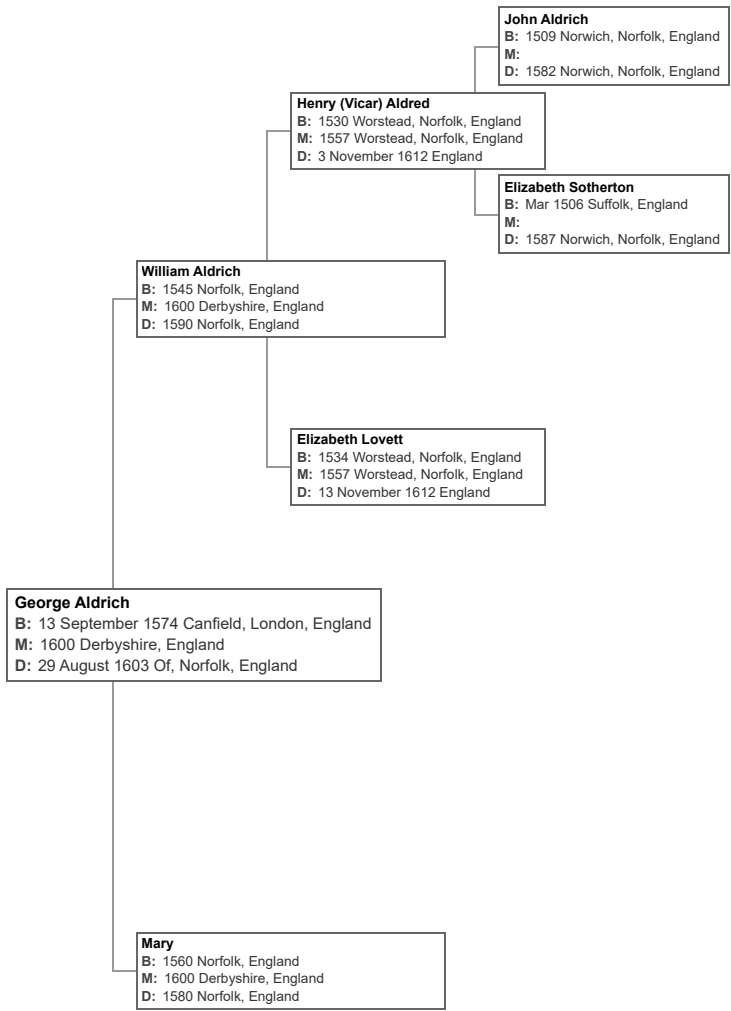 John Aldrich
B: 1509 Norwich, Norfolk, England
M:
D: 1582 Norwich, Norfolk, England
Henry (Vicar) Aldred
B: 1530 Worstead, Norfolk, England
M: 1557 Worstead, Norfolk, England
D: 3 November 1612 England
Elizabeth Sotherton
B: Mar 1506 Suffolk, England
M:
D: 1587 Norwich, Norfolk, England
William Aldrich
B: 1545 Norfolk, England
M: 1600 Derbyshire, England
D: 1590 Norfolk, England
Elizabeth Lovett
B: 1534 Worstead, Norfolk, England
M: 1557 Worstead, Norfolk, England
D: 13 November 1612 England
George Aldrich
B: 13 September 1574 Canfield, London, England
M: 1600 Derbyshire, England
D: 29 August 1603 Of, Norfolk, England
Mary
B: 1560 Norfolk, England
M: 1600 Derbyshire, England
D: 1580 Norfolk, England